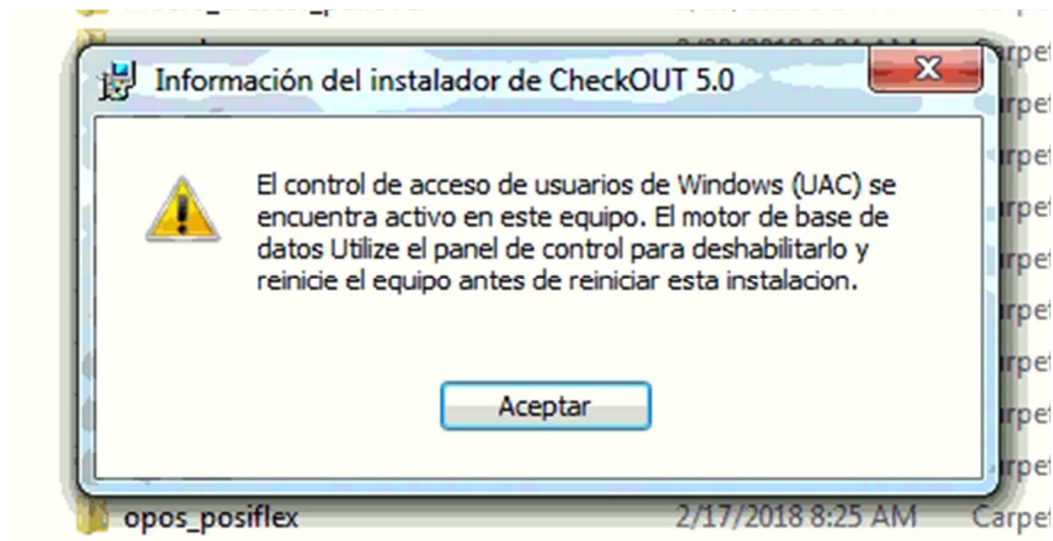 Información del instalador de CheckOUT 5.0
El control de acceso de usuarios de Windows (UAC) se
encuentra activo en este equipo. El motor de base de
datos Utilize el panel de control para deshabilitarlo y
reinicie el equipo antes de reiniciar esta instalacion.
Aceptar
opos_posiflex 2/17/2018 8:25 AM